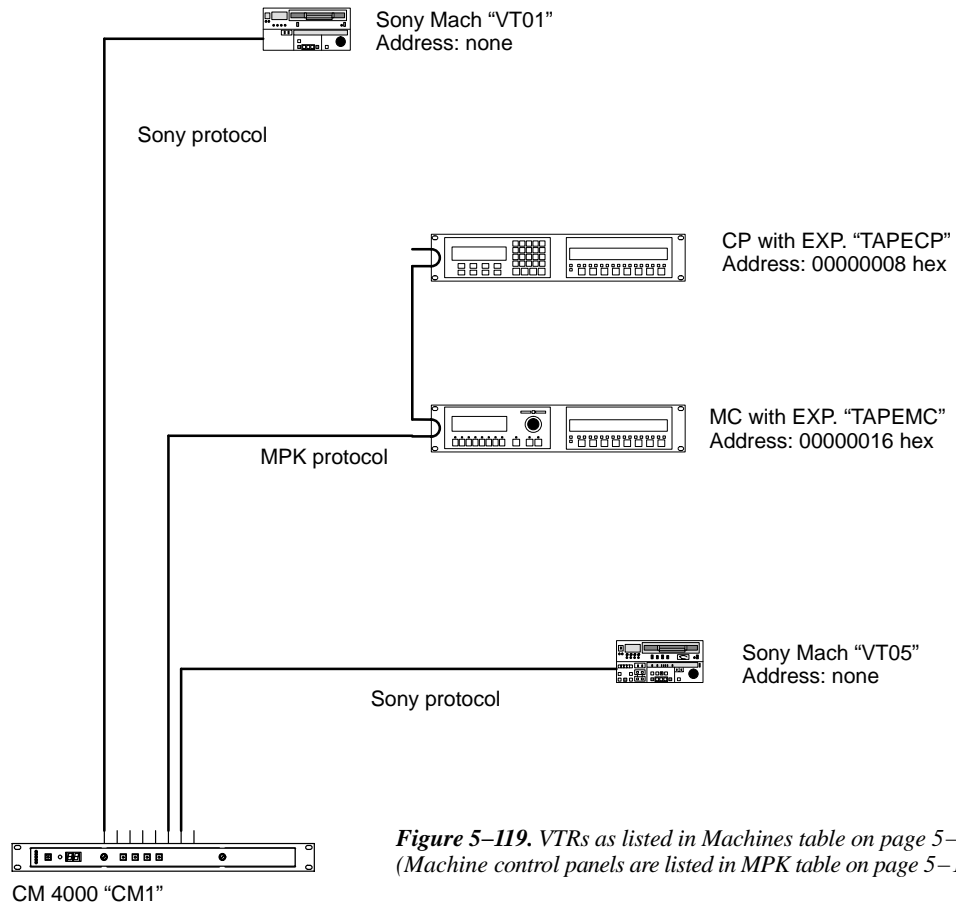 Sony Mach “VT01”
Address: none
Sony protocol
CP with EXP. “TAPECP”
Address: 00000008 hex
MC with EXP. “TAPEMC”
Address: 00000016 hex
MPK protocol
Sony Mach “VT05”
Address: none
Sony protocol
Figure 5–119. VTRs as listed in Machines table on page 5–
(Machine control panels are listed in MPK table on page 5–1
CM 4000 “CM1”